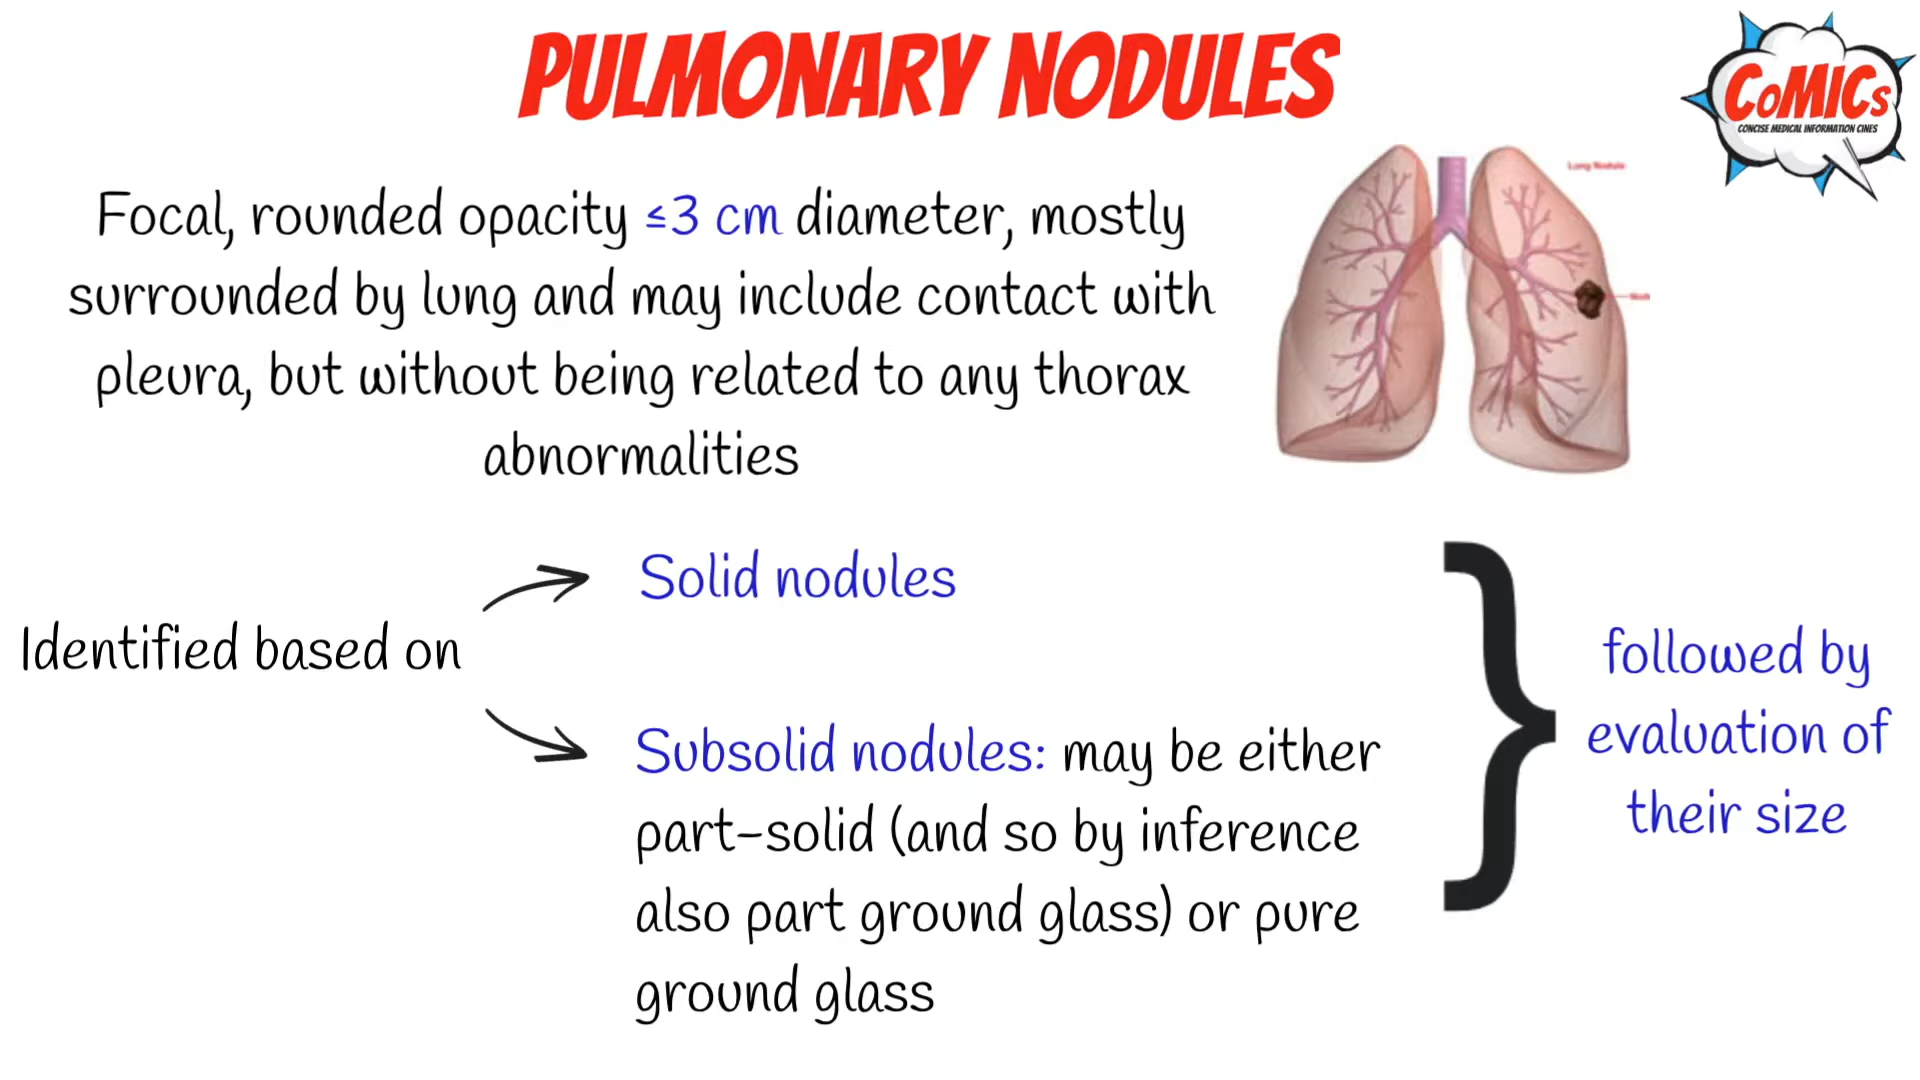 PULMONARY NODULES
CoMICs
CONCISE MEDICAL INFORMATION CINES
Lung Nodule
Focal, rounded opacity ≤3 cm diameter, mostly
surrounded by lung and may include contact with
pleura, but without being related to any thorax
abnormalities
Identified based on
Solid nodules
Subsolid nodules: may be either
part-solid (and so by inference
also part ground glass) or pure
ground glass
followed by
evaluation of
their size